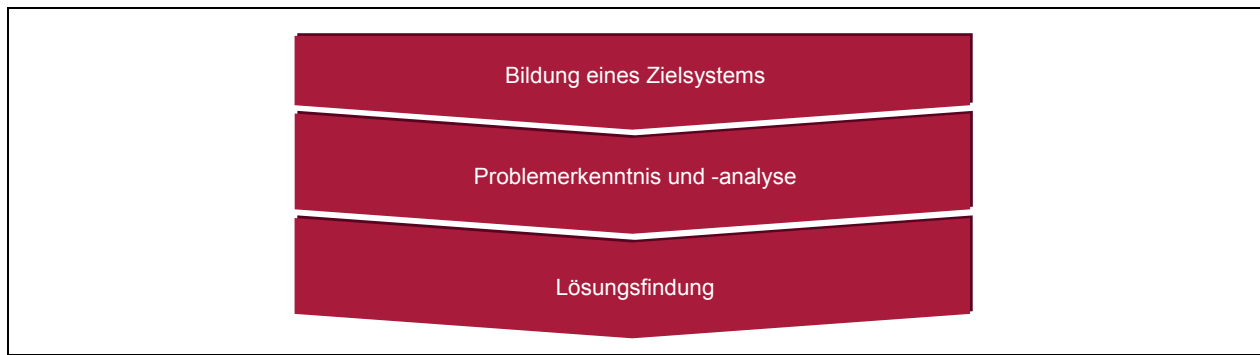 Bildung eines Zielsystems
Problemerkenntnis und -analyse
Lösungsfindung